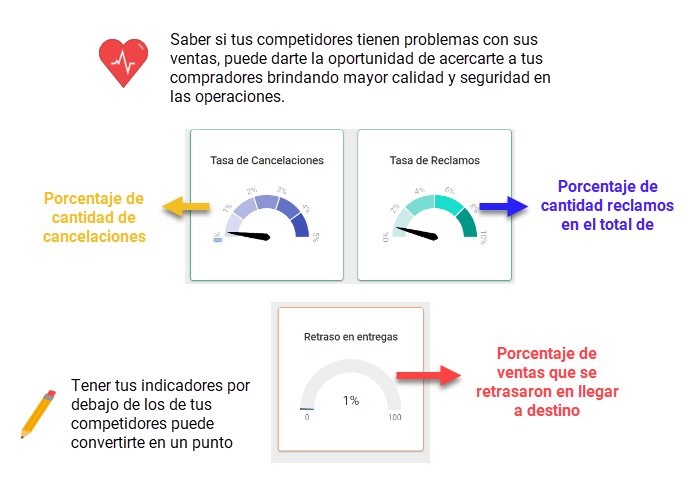 Saber si tus competidores tienen problemas con sus
ventas, puede darte la oportunidad de acercarte a tus
compradores brindando mayor calidad y seguridad en
las operaciones.
Tasa de Cancelaciones
0%
1%
2%
3%
4%
5%
Tasa de Reclamos
0%
2%
4%
6%
8%
10%
Porcentaje de
cantidad de
cancelaciones
Porcentaje de
cantidad reclamos
en el total de
Retraso en entregas
1%
0
100
Porcentaje de
ventas que se
retrasaron en llegar
a destino
Tener tus indicadores por
debajo de los de tus
competidores puede
convertirte en un punto